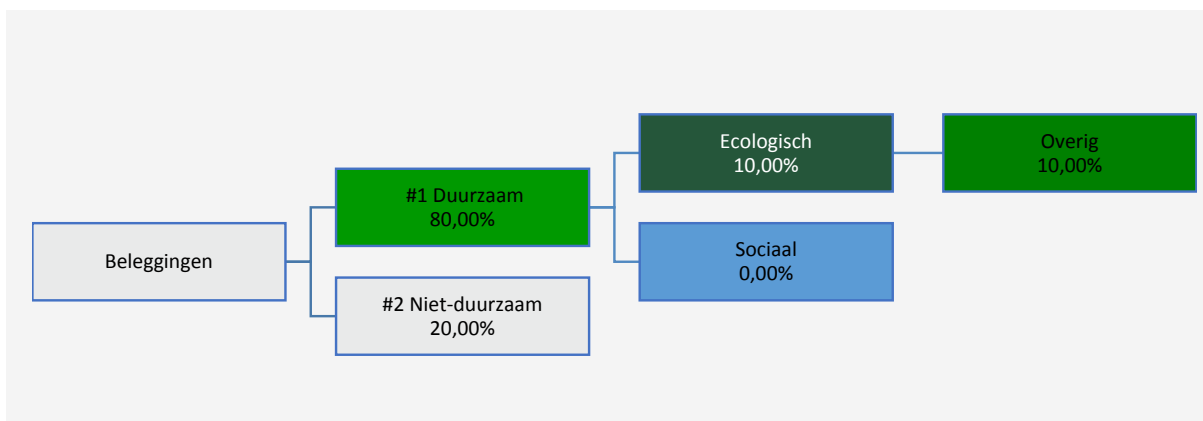 Beleggingen
#1 Duurzaam
80,00%
#2 Niet-duurzaam
20,00%
Ecologisch
10,00%
Sociaal
0,00%
Overig
10,00%